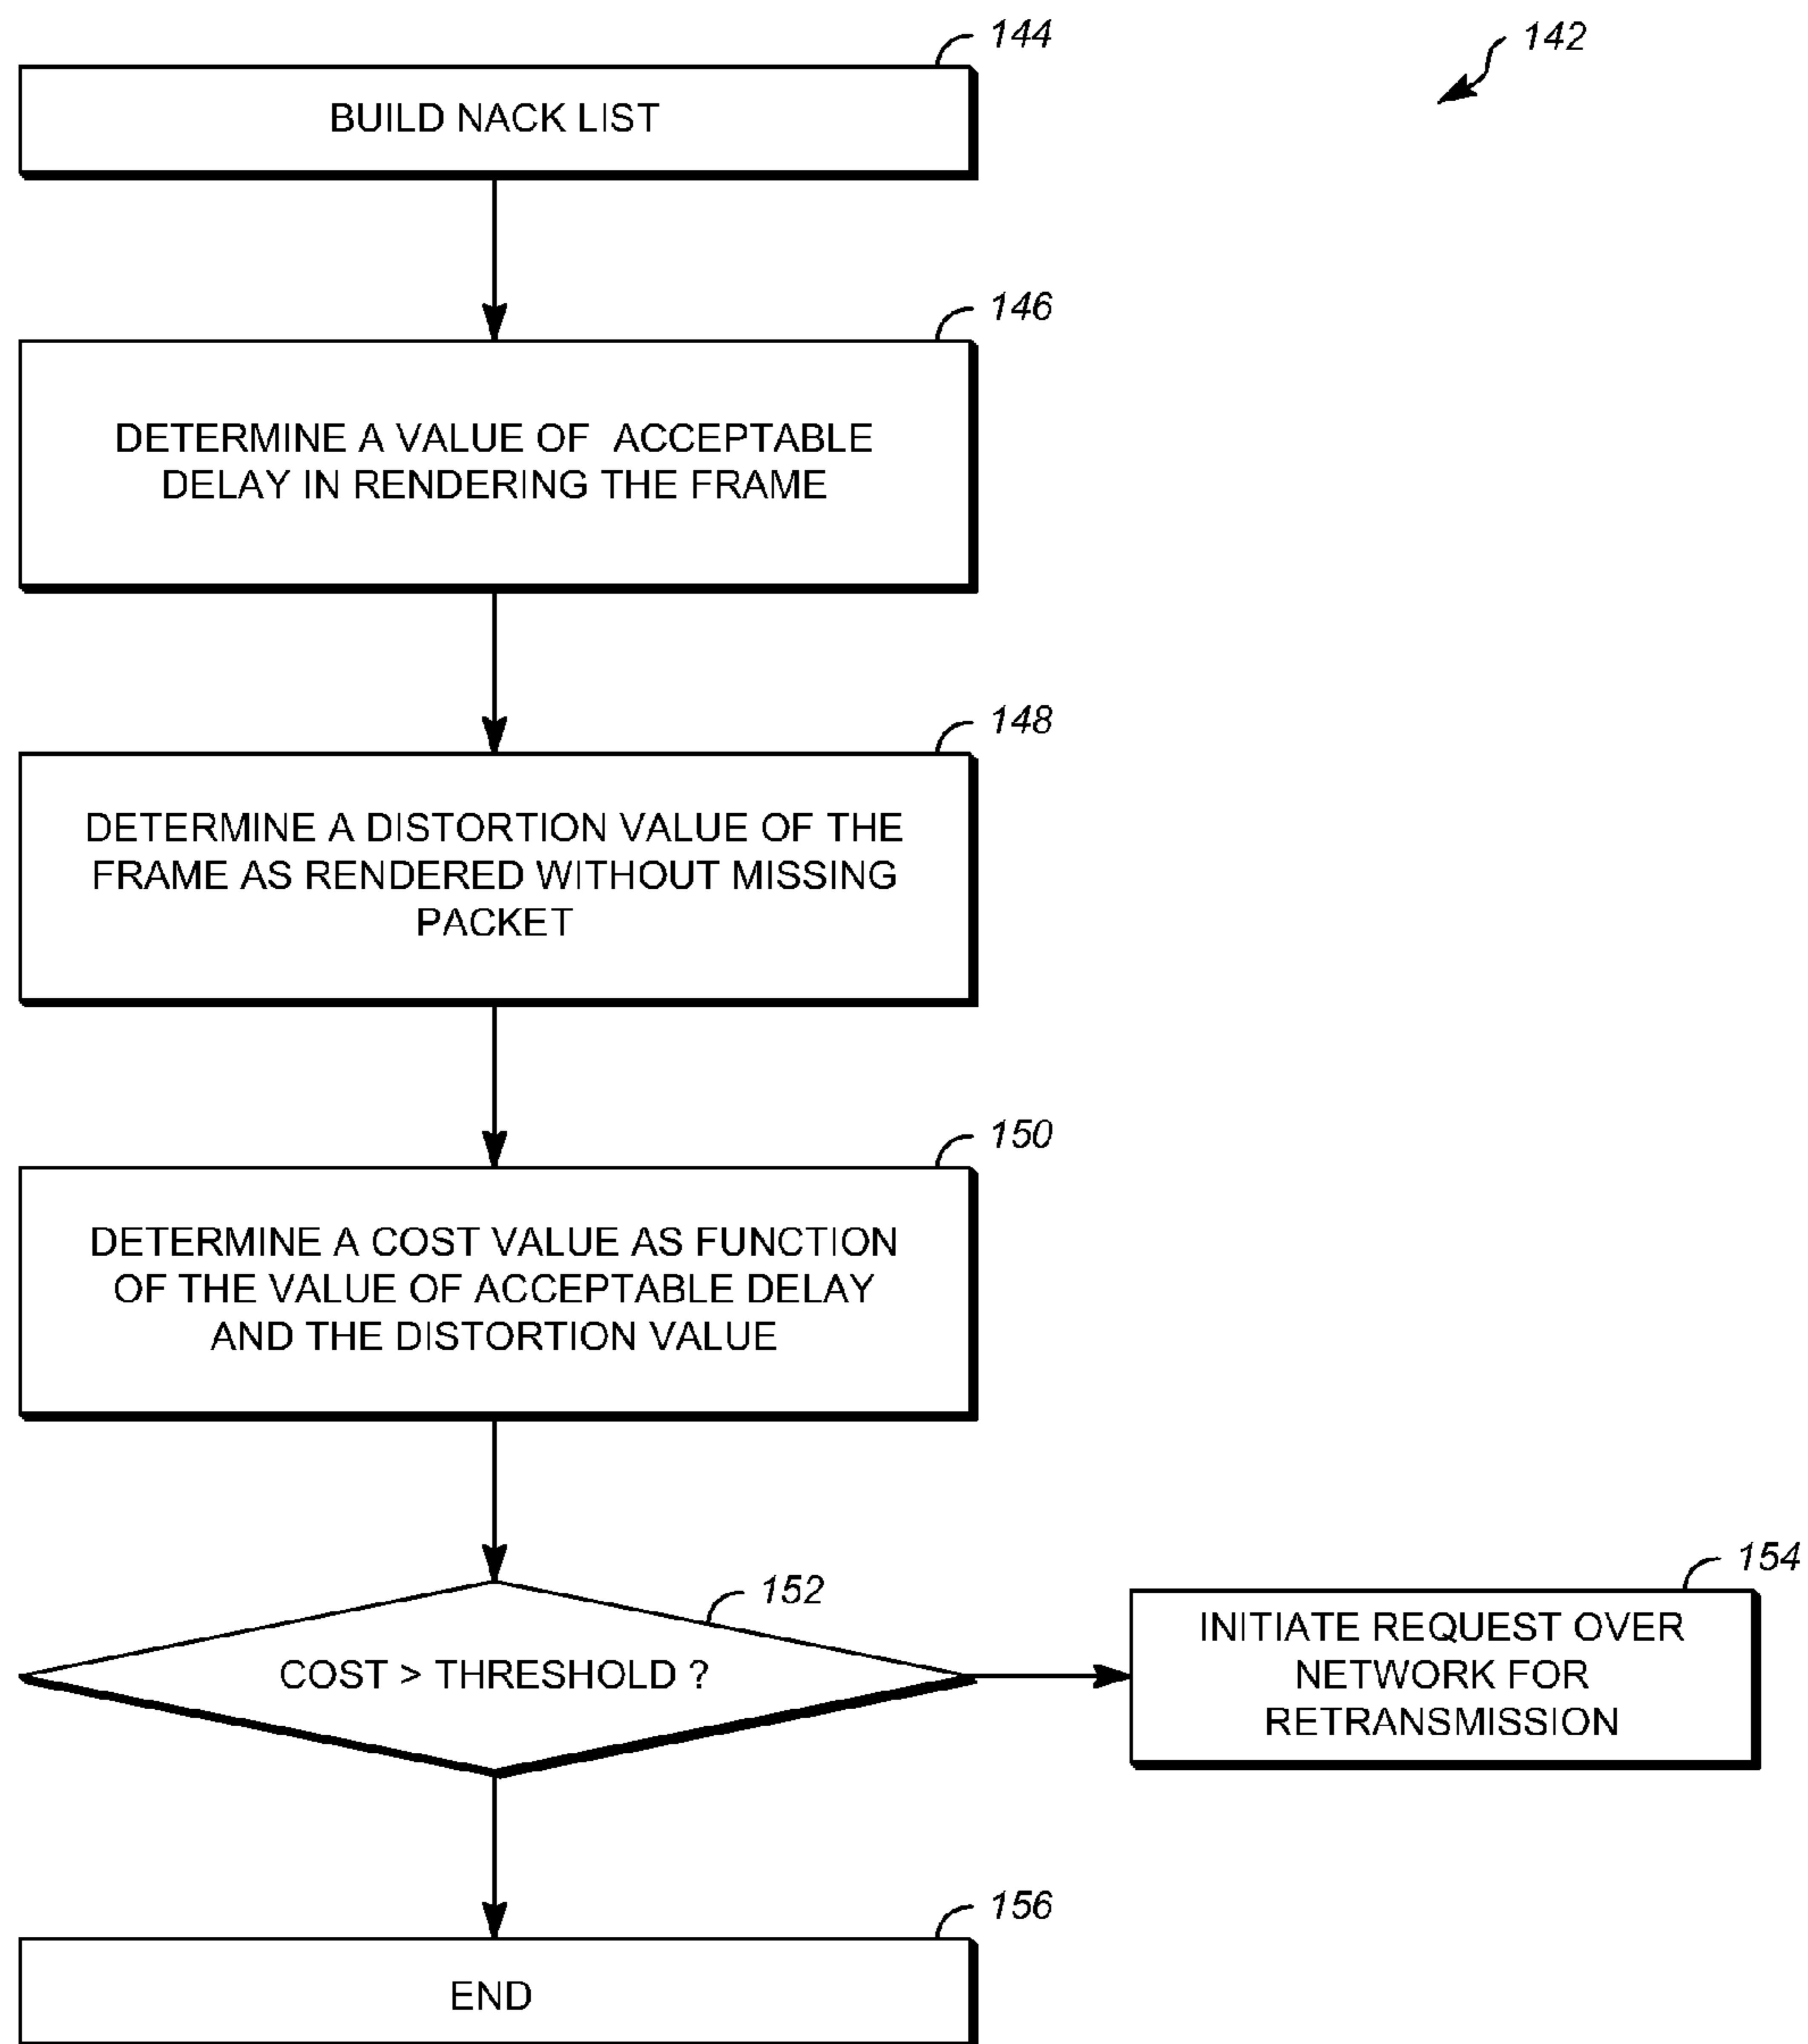 144
142
BUILD NACK LIST
146
DETERMINE A VALUE OF ACCEPTABLE
DELAY IN RENDERING THE FRAME
148
DETERMINE A DISTORTION VALUE OF THE
FRAME AS RENDERED WITHOUT MISSING
PACKET
150
DETERMINE A COST VALUE AS FUNCTION
OF THE VALUE OF ACCEPTABLE DELAY
AND THE DISTORTION VALUE
152
COST > THRESHOLD ?
154
INITIATE REQUEST OVER
NETWORK FOR
RETRANSMISSION
156
END